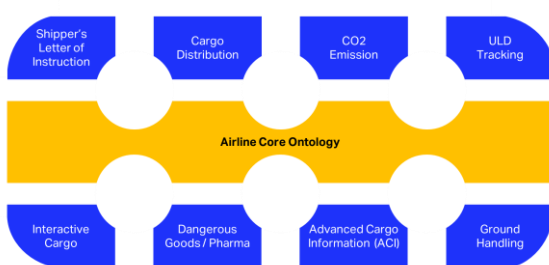 Shipper's
Letter of
Instruction
Cargo
Distribution
CO2
Emission
ULD
Tracking
Airline Core Ontology
Interactive
Cargo
Dangerous
Goods / Pharma
Advanced Cargo
Information (ACI)
Ground
Handling